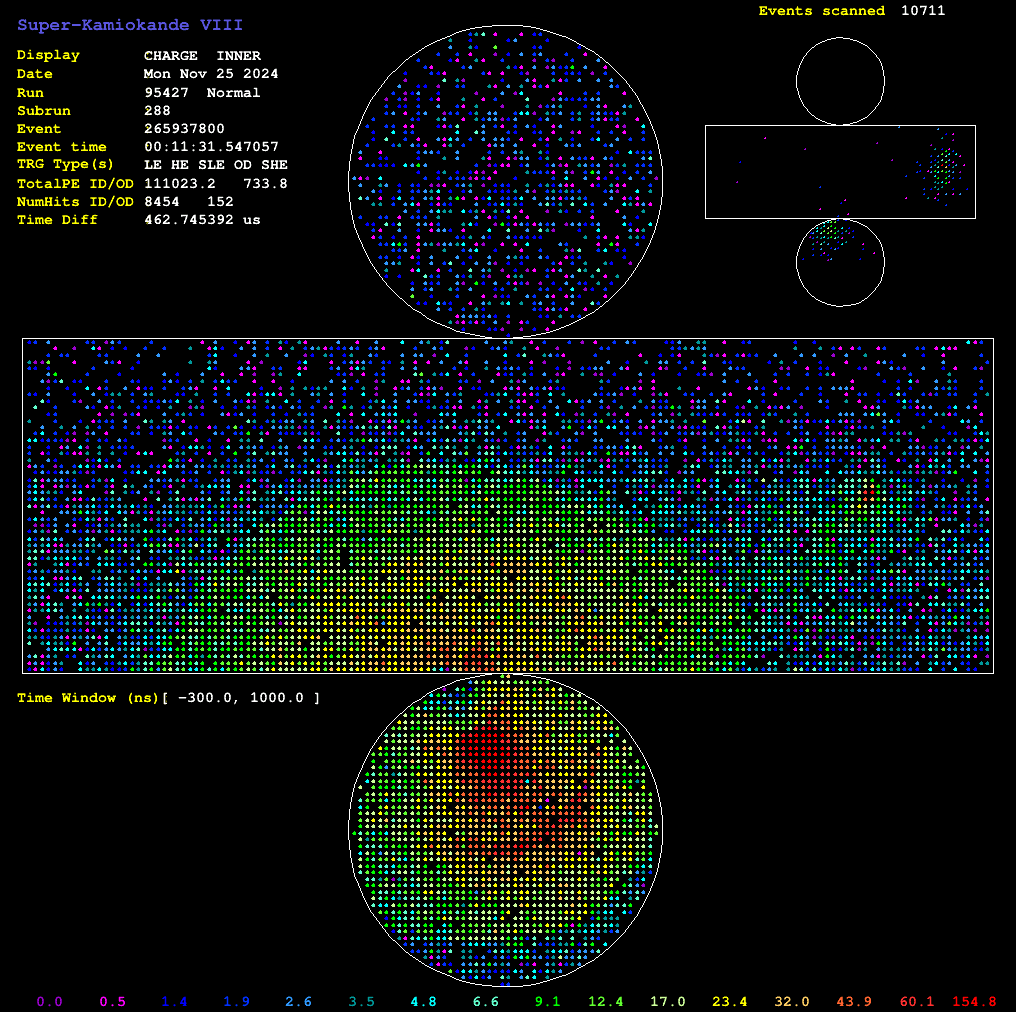 Super-Kamiokande VIII
Events scanned 10711
Display CHARGE INNER
Date Mon Nov 25 2024
Run 95427 Normal
Subrun 288
Event 265937800
Event time 00:11:31.547057
TRG Type(s) LE HE SLE OD SHE
TotalPE ID/OD 111023.2 733.8
NumHits ID/OD 8454 152
Time Diff 462.745392 us
Time Window (ns)[ -300.0, 1000.0 ]
0.0 0.5 1.4 1.9 2.6 3.5 4.8 6.6 9.1 12.4 17.0 23.4 32.0 43.9 60.1 154.8